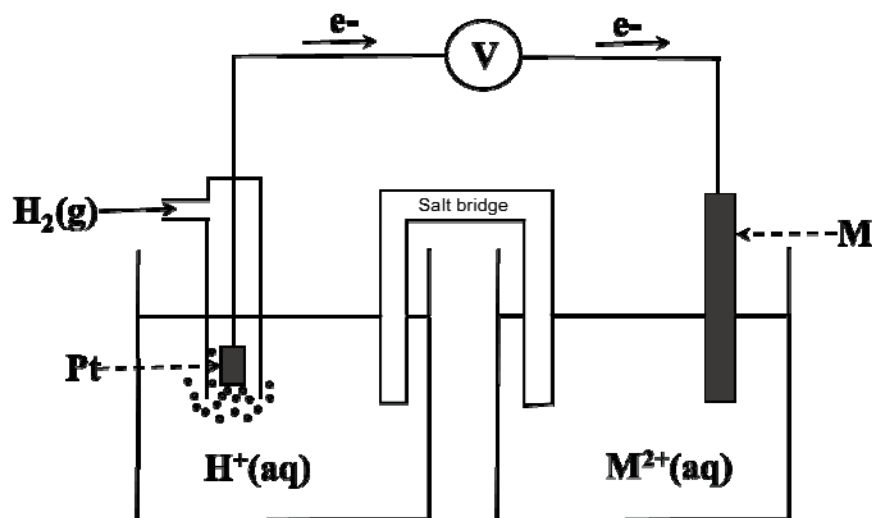 e-
e-
V
H₂(g)
Salt bridge
M
Pt
H⁺(aq)
M²⁺(aq)